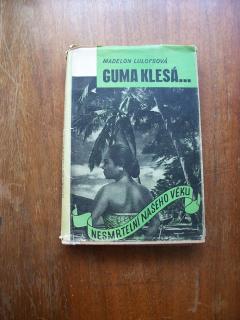 MADELON LULOFSOVÁ
GUMA KLESÁ...
NESMRTELNÍ NAŠEHO VĚKU